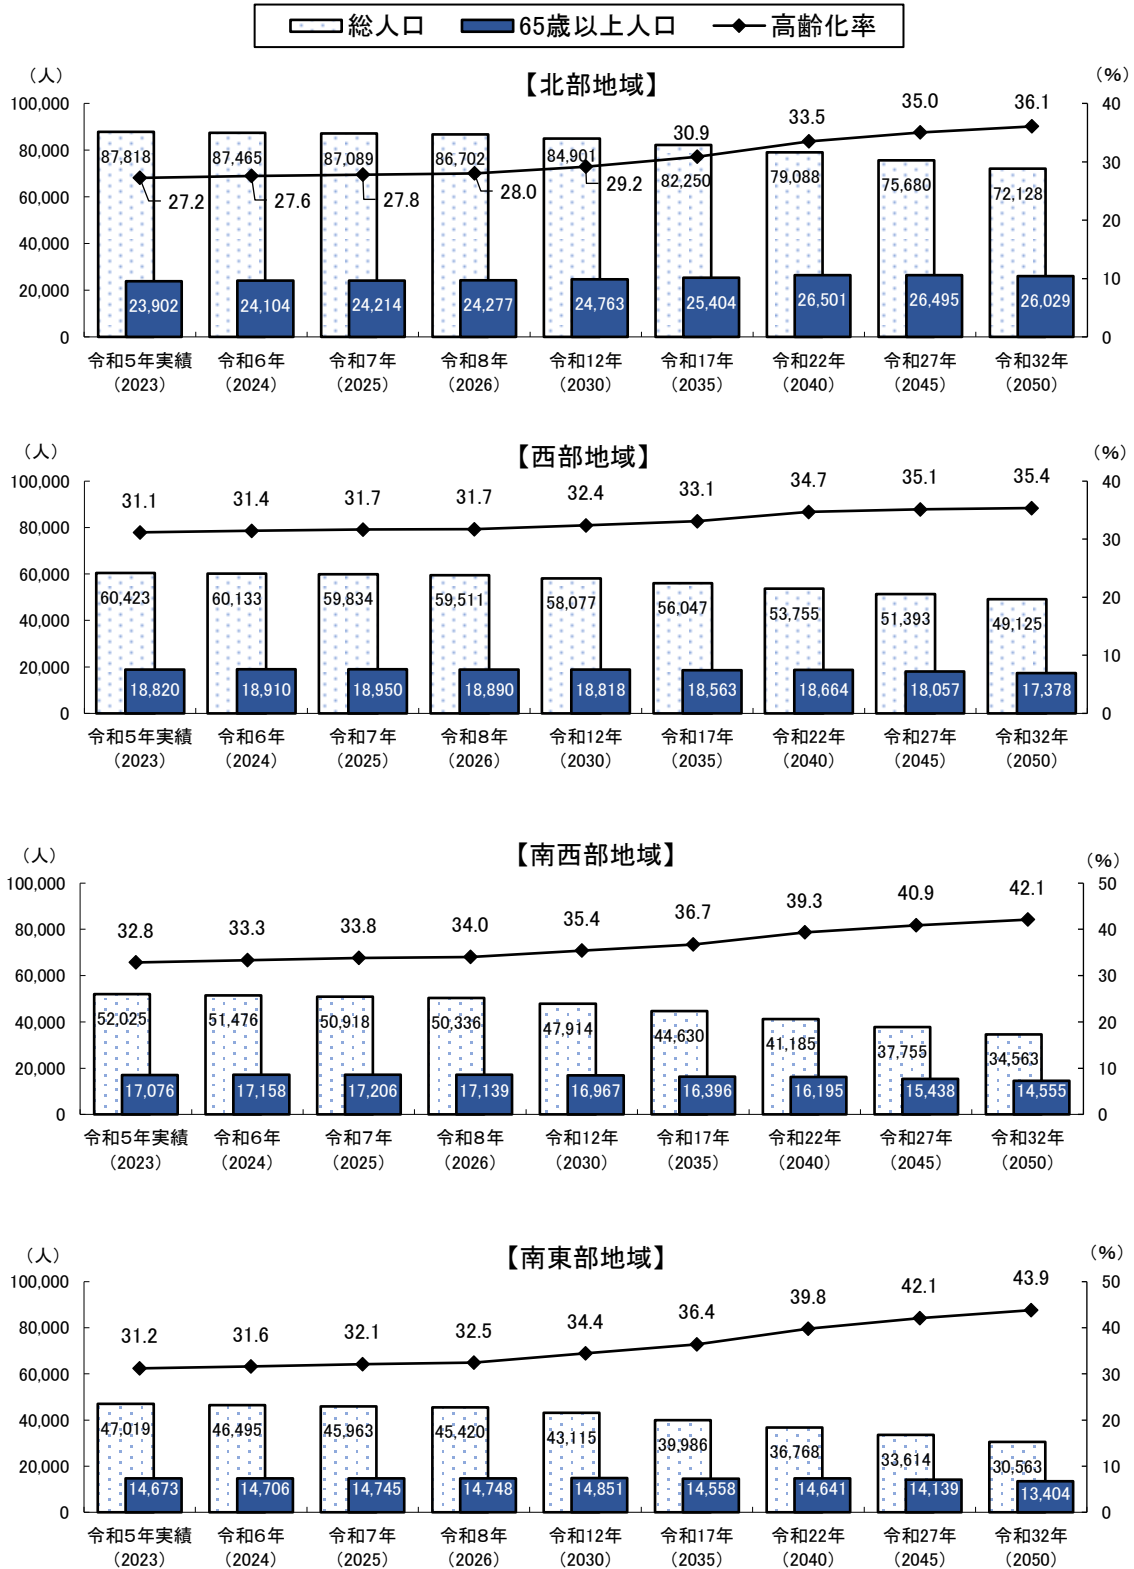 総人口 65歳以上人口 高齢化率
（人） 【北部地域】 （％）
100,000 80,000 60,000 40,000 20,000 0
40 30 20 10 0
87,818 87,465 87,089 86,702 84,901 82,250 79,088 75,680 72,128
27.2 27.6 27.8 28.0 29.2 30.9 33.5 35.0 36.1
23,902 24,104 24,214 24,277 24,763 25,404 26,501 26,495 26,029
令和5年実績 令和6年 令和7年 令和8年 令和12年 令和17年 令和22年 令和27年 令和32年
（2023） （2024） （2025） （2026） （2030） （2035） （2040） （2045） （2050）
（人） 【西部地域】 （％）
100,000 80,000 60,000 40,000 20,000 0
40 30 20 10 0
31.1 31.4 31.7 31.7 32.4 33.1 34.7 35.1 35.4
60,423 60,133 59,834 59,511 58,077 56,047 53,755 51,393 49,125
18,820 18,910 18,950 18,890 18,818 18,563 18,664 18,057 17,378
令和5年実績 令和6年 令和7年 令和8年 令和12年 令和17年 令和22年 令和27年 令和32年
（2023） （2024） （2025） （2026） （2030） （2035） （2040） （2045） （2050）
（人） 【南西部地域】 （％）
100,000 80,000 60,000 40,000 20,000 0
50 40 30 20 10 0
32.8 33.3 33.8 34.0 35.4 36.7 39.3 40.9 42.1
52,025 51,476 50,918 50,336 47,914 44,630 41,185 37,755 34,563
17,076 17,158 17,206 17,139 16,967 16,396 16,195 15,438 14,555
令和5年実績 令和6年 令和7年 令和8年 令和12年 令和17年 令和22年 令和27年 令和32年
（2023） （2024） （2025） （2026） （2030） （2035） （2040） （2045） （2050）
（人） 【南東部地域】 （％）
100,000 80,000 60,000 40,000 20,000 0
50 40 30 20 10 0
31.2 31.6 32.1 32.5 34.4 36.4 39.8 42.1 43.9
47,019 46,495 45,963 45,420 43,115 39,986 36,768 33,614 30,563
14,673 14,706 14,745 14,748 14,851 14,558 14,641 14,139 13,404
令和5年実績 令和6年 令和7年 令和8年 令和12年 令和17年 令和22年 令和27年 令和32年
（2023） （2024） （2025） （2026） （2030） （2035） （2040） （2045） （2050）